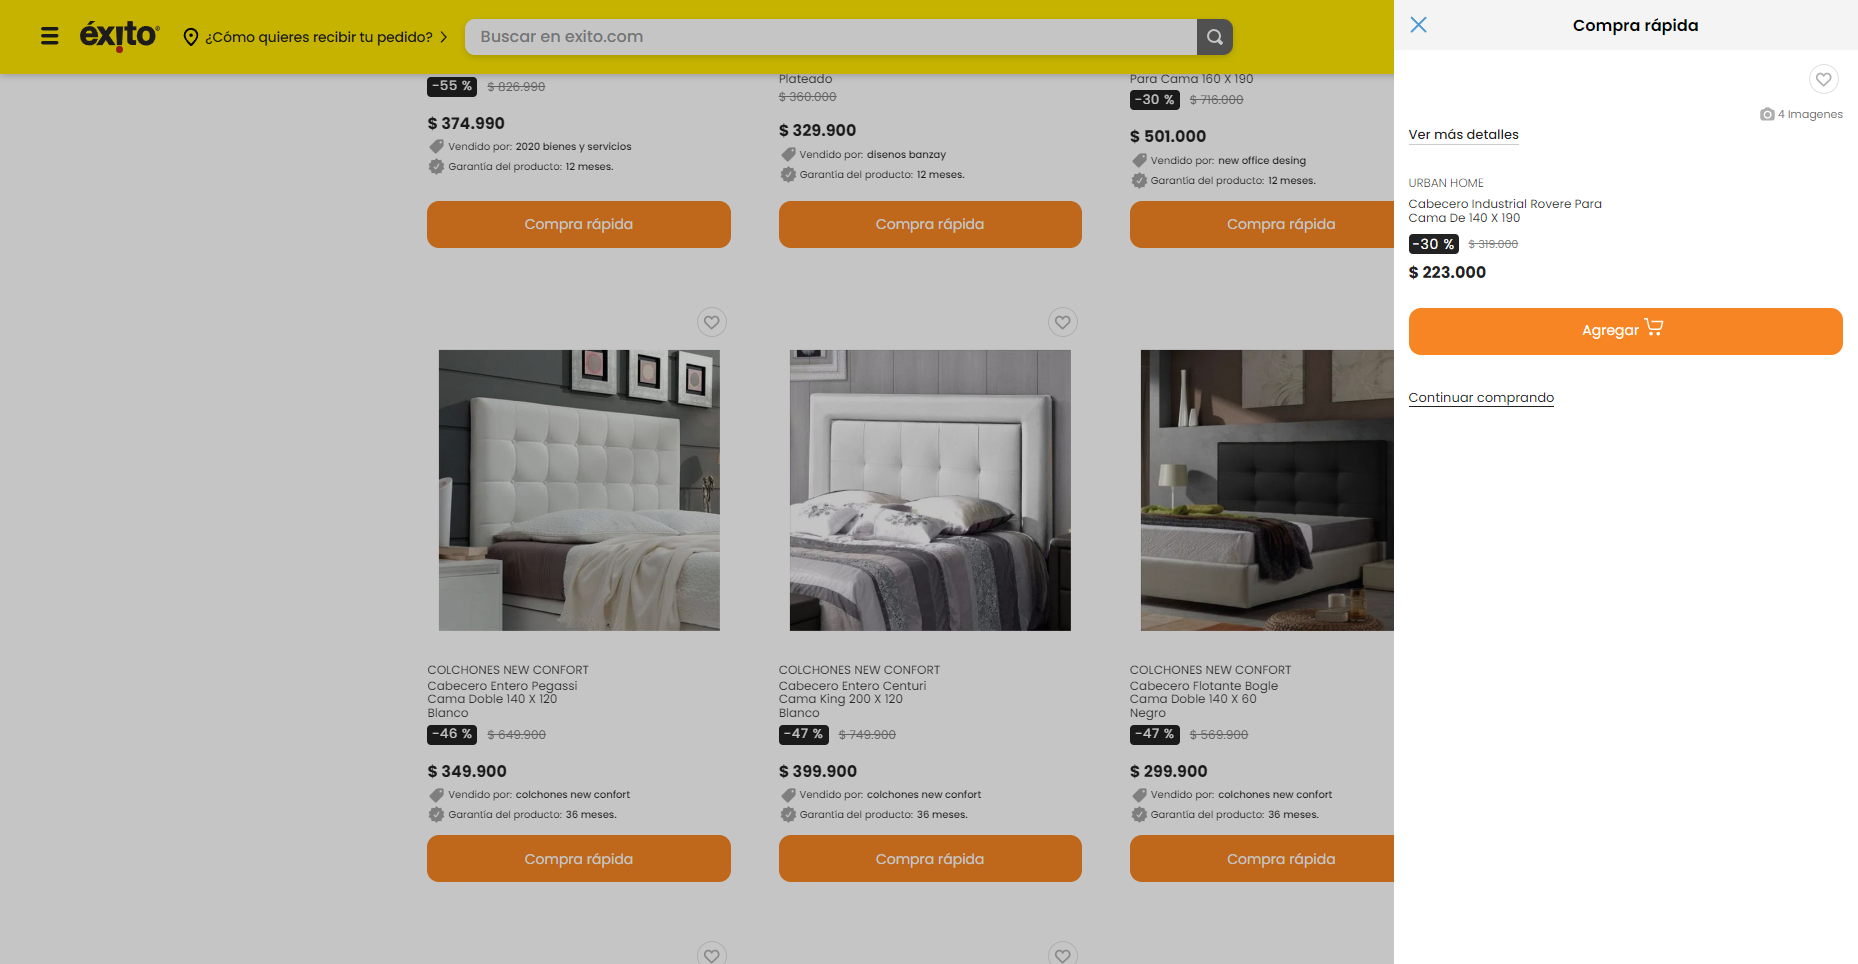 éxito
¿Cómo quieres recibir tu pedido?
Buscar en exito.com
-55 % $ 826.990
$ 374.990
Vendido por: 2020 bienes y servicios
Garantía del producto: 12 meses.
Compra rápida
Plateado
$ 360.000
$ 329.900
Vendido por: disenos banzay
Garantía del producto: 12 meses.
Compra rápida
Para Cama 160 X 190
-30 % $ 716.000
$ 501.000
Vendido por: new office desing
Garantía del producto: 12 meses.
Compra rápida
COLCHONES NEW CONFORT
Cabecero Entero Pegassi
Cama Doble 140 X 120
Blanco
-46 % $ 649.900
$ 349.900
Vendido por: colchones new confort
Garantía del producto: 36 meses.
Compra rápida
COLCHONES NEW CONFORT
Cabecero Entero Centuri
Cama King 200 X 120
Blanco
-47 % $ 749.900
$ 399.900
Vendido por: colchones new confort
Garantía del producto: 36 meses.
Compra rápida
COLCHONES NEW CONFORT
Cabecero Flotante Bogle
Cama Doble 140 X 60
Negro
-47 % $ 569.900
$ 299.900
Vendido por: colchones new confort
Garantía del producto: 36 meses.
Compra rápida
Compra rápida
4 Imagenes
Ver más detalles
URBAN HOME
Cabecero Industrial Rovere Para
Cama De 140 X 190
-30 % $ 319.000
$ 223.000
Agregar
Continuar comprando